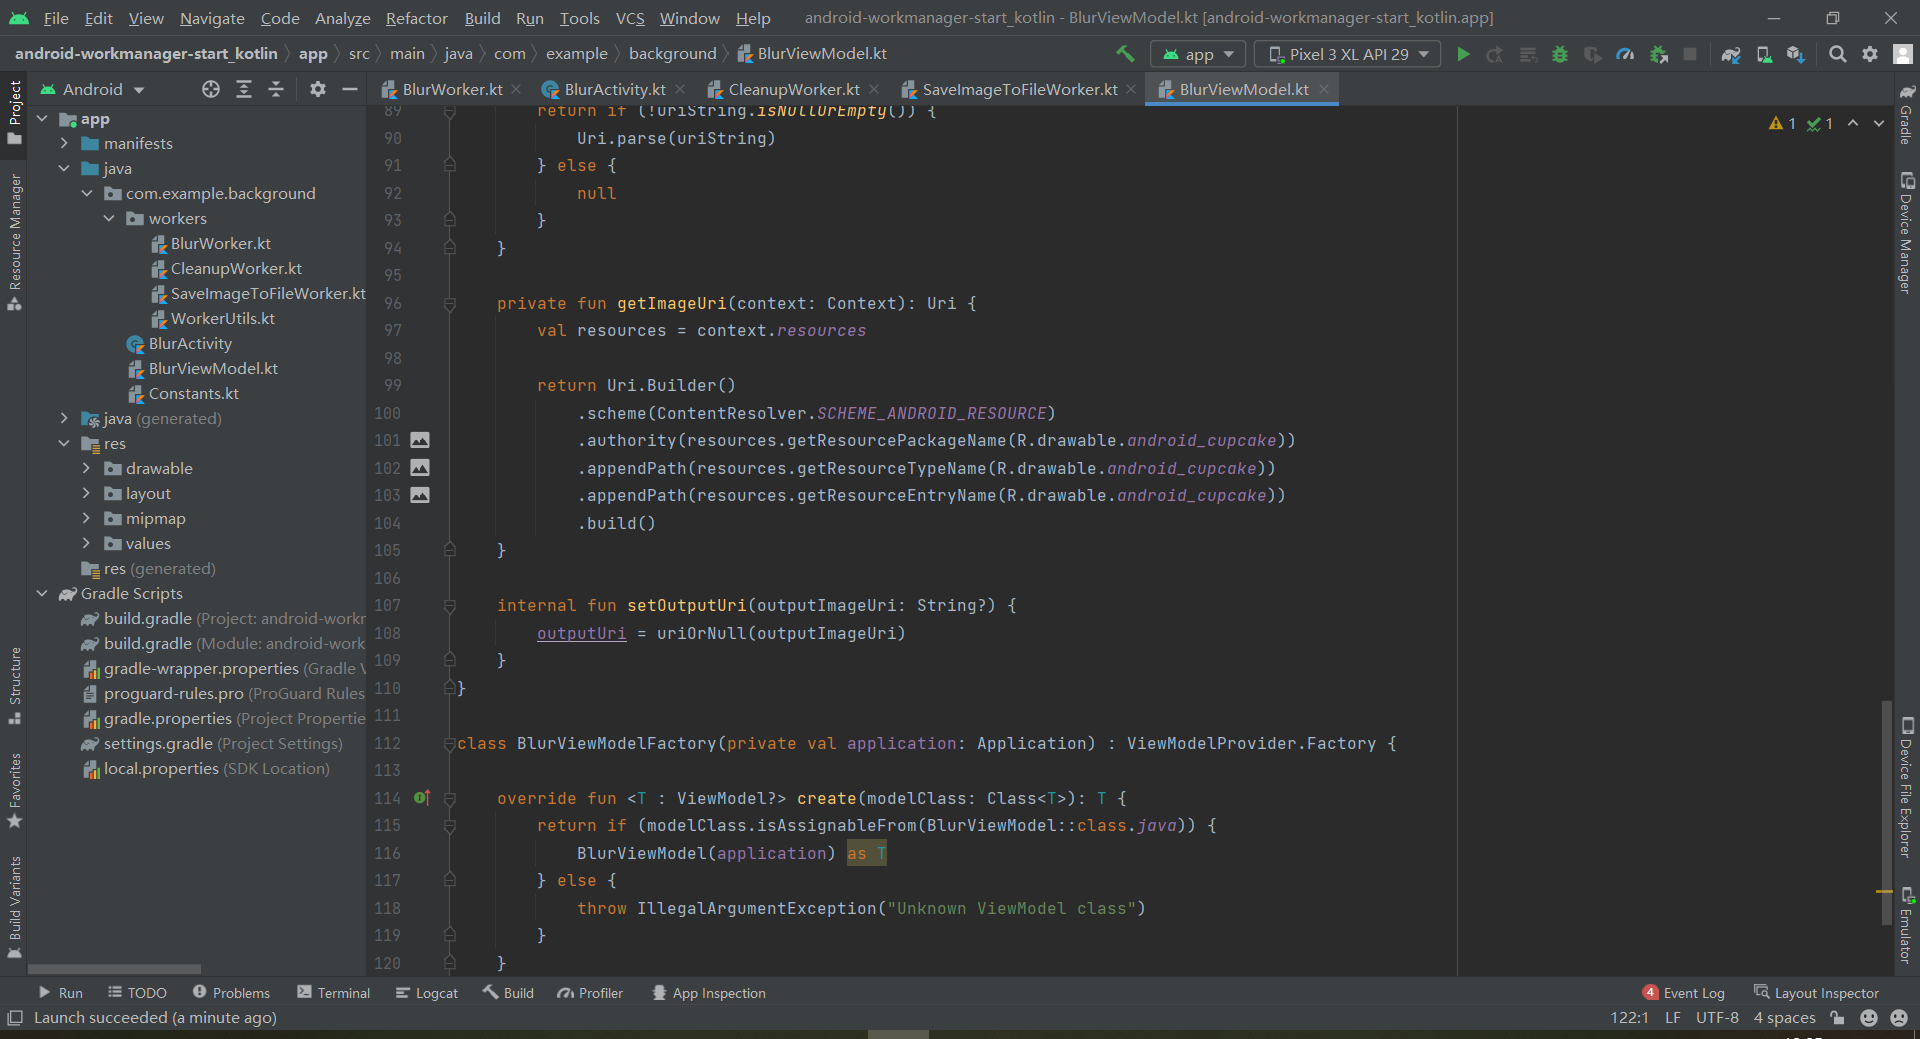 File Edit View Navigate Code Analyze Refactor Build Run Tools VCS Window Help android-workmanager-start_kotlin - BlurViewModel.kt [android-workmanager-start_kotlin.app]
android-workmanager-start_kotlin app src main java com example background BlurViewModel.kt app Pixel 3 XL API 29
Project
Resource Manager
Structure
Favorites
Build Variants
Android
app
manifests
java
com.example.background
workers
BlurWorker.kt
CleanupWorker.kt
SaveImageToFileWorker.kt
WorkerUtils.kt
BlurActivity
BlurViewModel.kt
Constants.kt
java (generated)
res
drawable
layout
mipmap
values
res (generated)
Gradle Scripts
build.gradle (Project: android-workr
build.gradle (Module: android-work
gradle-wrapper.properties (Gradle V
proguard-rules.pro (ProGuard Rules
gradle.properties (Project Propertie
settings.gradle (Project Settings)
local.properties (SDK Location)
BlurWorker.kt BlurActivity.kt CleanupWorker.kt SaveImageToFileWorker.kt BlurViewModel.kt
1 1
89 return if (!uriString.isNullOrEmpty()) {
90 Uri.parse(uriString)
91 } else {
92 null
93 }
94 }
95
96 private fun getImageUri(context: Context): Uri {
97 val resources = context.resources
98
99 return Uri.Builder()
100 .scheme(ContentResolver.SCHEME_ANDROID_RESOURCE)
101 .authority(resources.getResourcePackageName(R.drawable.android_cupcake))
102 .appendPath(resources.getResourceTypeName(R.drawable.android_cupcake))
103 .appendPath(resources.getResourceEntryName(R.drawable.android_cupcake))
104 .build()
105 }
106
107 internal fun setOutputUri(outputImageUri: String?) {
108 outputUri = uriOrNull(outputImageUri)
109 }
110 }
111
112 class BlurViewModelFactory(private val application: Application) : ViewModelProvider.Factory {
113
114 override fun <T : ViewModel?> create(modelClass: Class<T>): T {
115 return if (modelClass.isAssignableFrom(BlurViewModel::class.java)) {
116 BlurViewModel(application) as T
117 } else {
118 throw IllegalArgumentException("Unknown ViewModel class")
119 }
120 }
Gradle
Device Manager
Device File Explorer
Emulator
Run TODO Problems Terminal Logcat Build Profiler App Inspection 4 Event Log Layout Inspector
Launch succeeded (a minute ago) 122:1 LF UTF-8 4 spaces